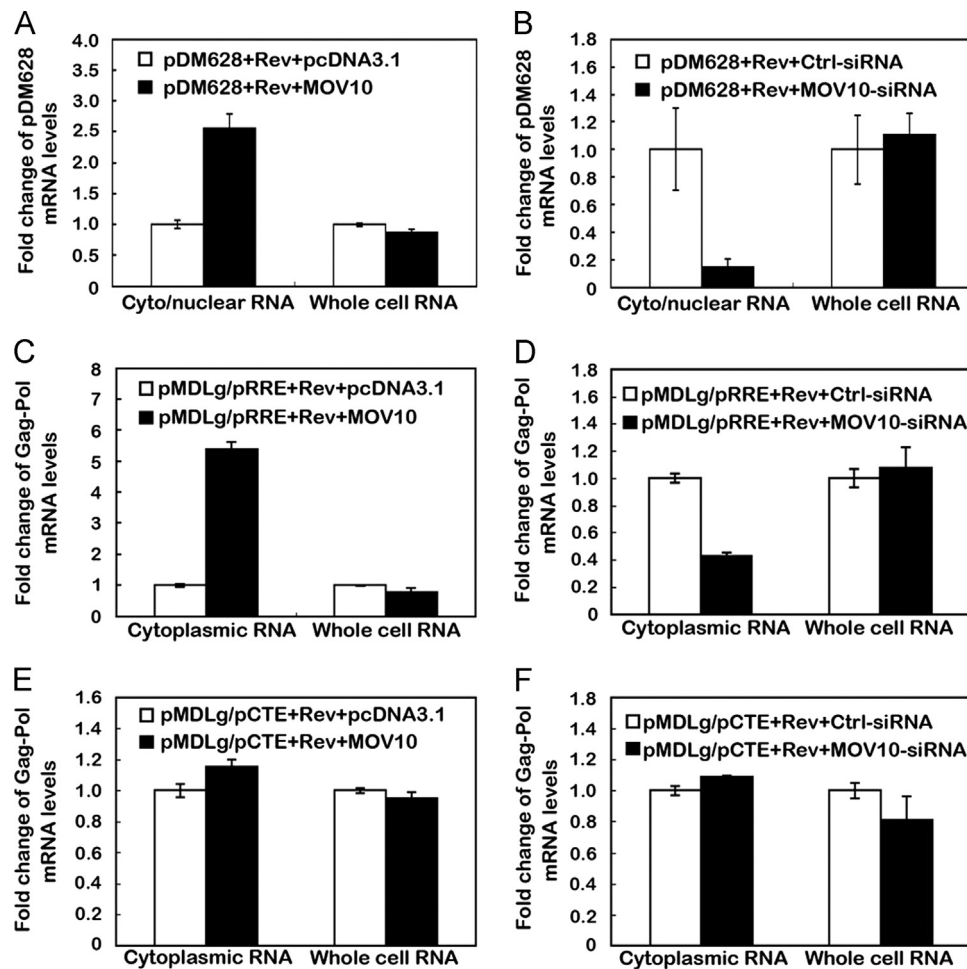 A
Fold change of pDM628
mRNA levels
4.0
3.5
3.0
2.5
2.0
1.5
1.0
0.5
0
pDM628+Rev+pcDNA3.1
pDM628+Rev+MOV10
Cyto/nuclear RNA
Whole cell RNA
B
Fold change of pDM628
mRNA levels
1.8
1.6
1.4
1.2
1.0
0.8
0.6
0.4
0.2
0
pDM628+Rev+Ctrl-siRNA
pDM628+Rev+MOV10-siRNA
Cyto/nuclear RNA
Whole cell RNA
C
Fold change of Gag-Pol
mRNA levels
8
7
6
5
4
3
2
1
0
pMDLg/pRRE+Rev+pcDNA3.1
pMDLg/pRRE+Rev+MOV10
Cytoplasmic RNA
Whole cell RNA
D
Fold change of Gag-Pol
mRNA levels
1.8
1.6
1.4
1.2
1.0
0.8
0.6
0.4
0.2
0
pMDLg/pRRE+Rev+Ctrl-siRNA
pMDLg/pRRE+Rev+MOV10-siRNA
Cytoplasmic RNA
Whole cell RNA
E
Fold change of Gag-Pol
mRNA levels
1.6
1.4
1.2
1.0
0.8
0.6
0.4
0.2
0
pMDLg/pCTE+Rev+pcDNA3.1
pMDLg/pCTE+Rev+MOV10
Cytoplasmic RNA
Whole cell RNA
F
Fold change of Gag-Pol
mRNA levels
1.6
1.4
1.2
1.0
0.8
0.6
0.4
0.2
0
pMDLg/pCTE+Rev+Ctrl-siRNA
pMDLg/pCTE+Rev+MOV10-siRNA
Cytoplasmic RNA
Whole cell RNA